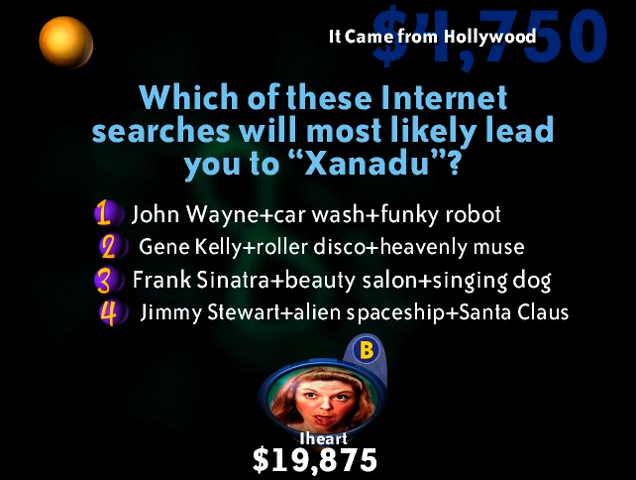 $1,750
It Came from Hollywood
Which of these Internet
searches will most likely lead
you to “Xanadu”?
1 John Wayne+car wash+funky robot
2 Gene Kelly+roller disco+heavenly muse
3 Frank Sinatra+beauty salon+singing dog
4 Jimmy Stewart+alien spaceship+Santa Claus
B
Iheart
$19,875